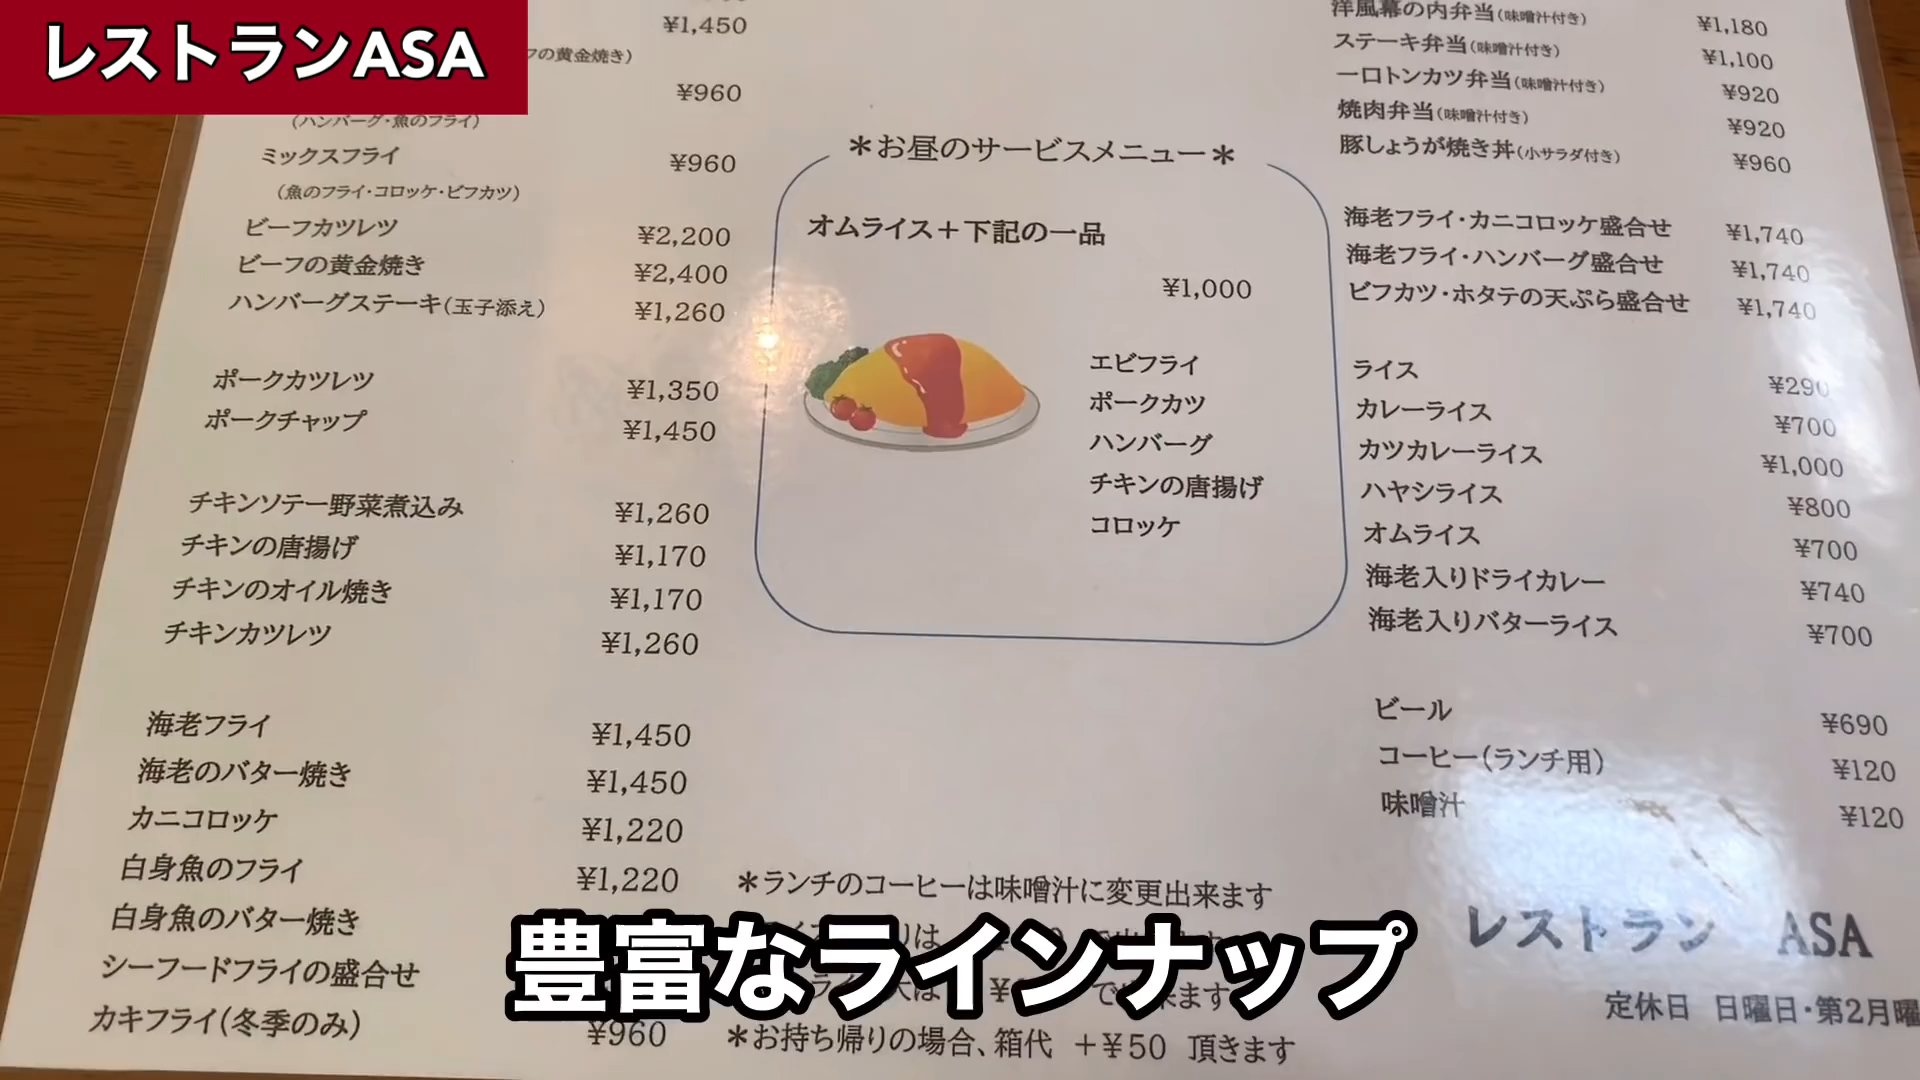 レストランASA
¥1,450
フの黄金焼き)
¥960
(ハンバーグ・魚のフライ)
ミックスフライ ¥960
(魚のフライ・コロッケ・ビフカツ)
ビーフカツレツ ¥2,200
ビーフの黄金焼き ¥2,400
ハンバーグステーキ(玉子添え) ¥1,260
ポークカツレツ ¥1,350
ポークチャップ ¥1,450
チキンソテー野菜煮込み ¥1,260
チキンの唐揚げ ¥1,170
チキンのオイル焼き ¥1,170
チキンカツレツ ¥1,260
海老フライ ¥1,450
海老のバター焼き ¥1,450
カニコロッケ ¥1,220
白身魚のフライ ¥1,220
白身魚のバター焼き
シーフードフライの盛合せ
カキフライ(冬季のみ) ¥960
*お昼のサービスメニュー*
オムライス+下記の一品
¥1,000
エビフライ
ポークカツ
ハンバーグ
チキンの唐揚げ
コロッケ
*ランチのコーヒーは味噌汁に変更出来ます
りは
大は ¥ で出来ます
*お持ち帰りの場合、箱代 +¥50 頂きます
洋風幕の内弁当(味噌汁付き) ¥1,180
ステーキ弁当(味噌汁付き) ¥1,100
一口トンカツ弁当(味噌汁付き) ¥920
焼肉弁当(味噌汁付き) ¥920
豚しょうが焼き丼(小サラダ付き) ¥960
海老フライ・カニコロッケ盛合せ ¥1,740
海老フライ・ハンバーグ盛合せ ¥1,740
ビフカツ・ホタテの天ぷら盛合せ ¥1,740
ライス ¥290
カレーライス ¥700
カツカレーライス ¥1,000
ハヤシライス ¥800
オムライス ¥700
海老入りドライカレー ¥740
海老入りバターライス ¥700
ビール ¥690
コーヒー(ランチ用) ¥120
味噌汁 ¥120
レストラン ASA
定休日 日曜日・第2月曜
豊富なラインナップ